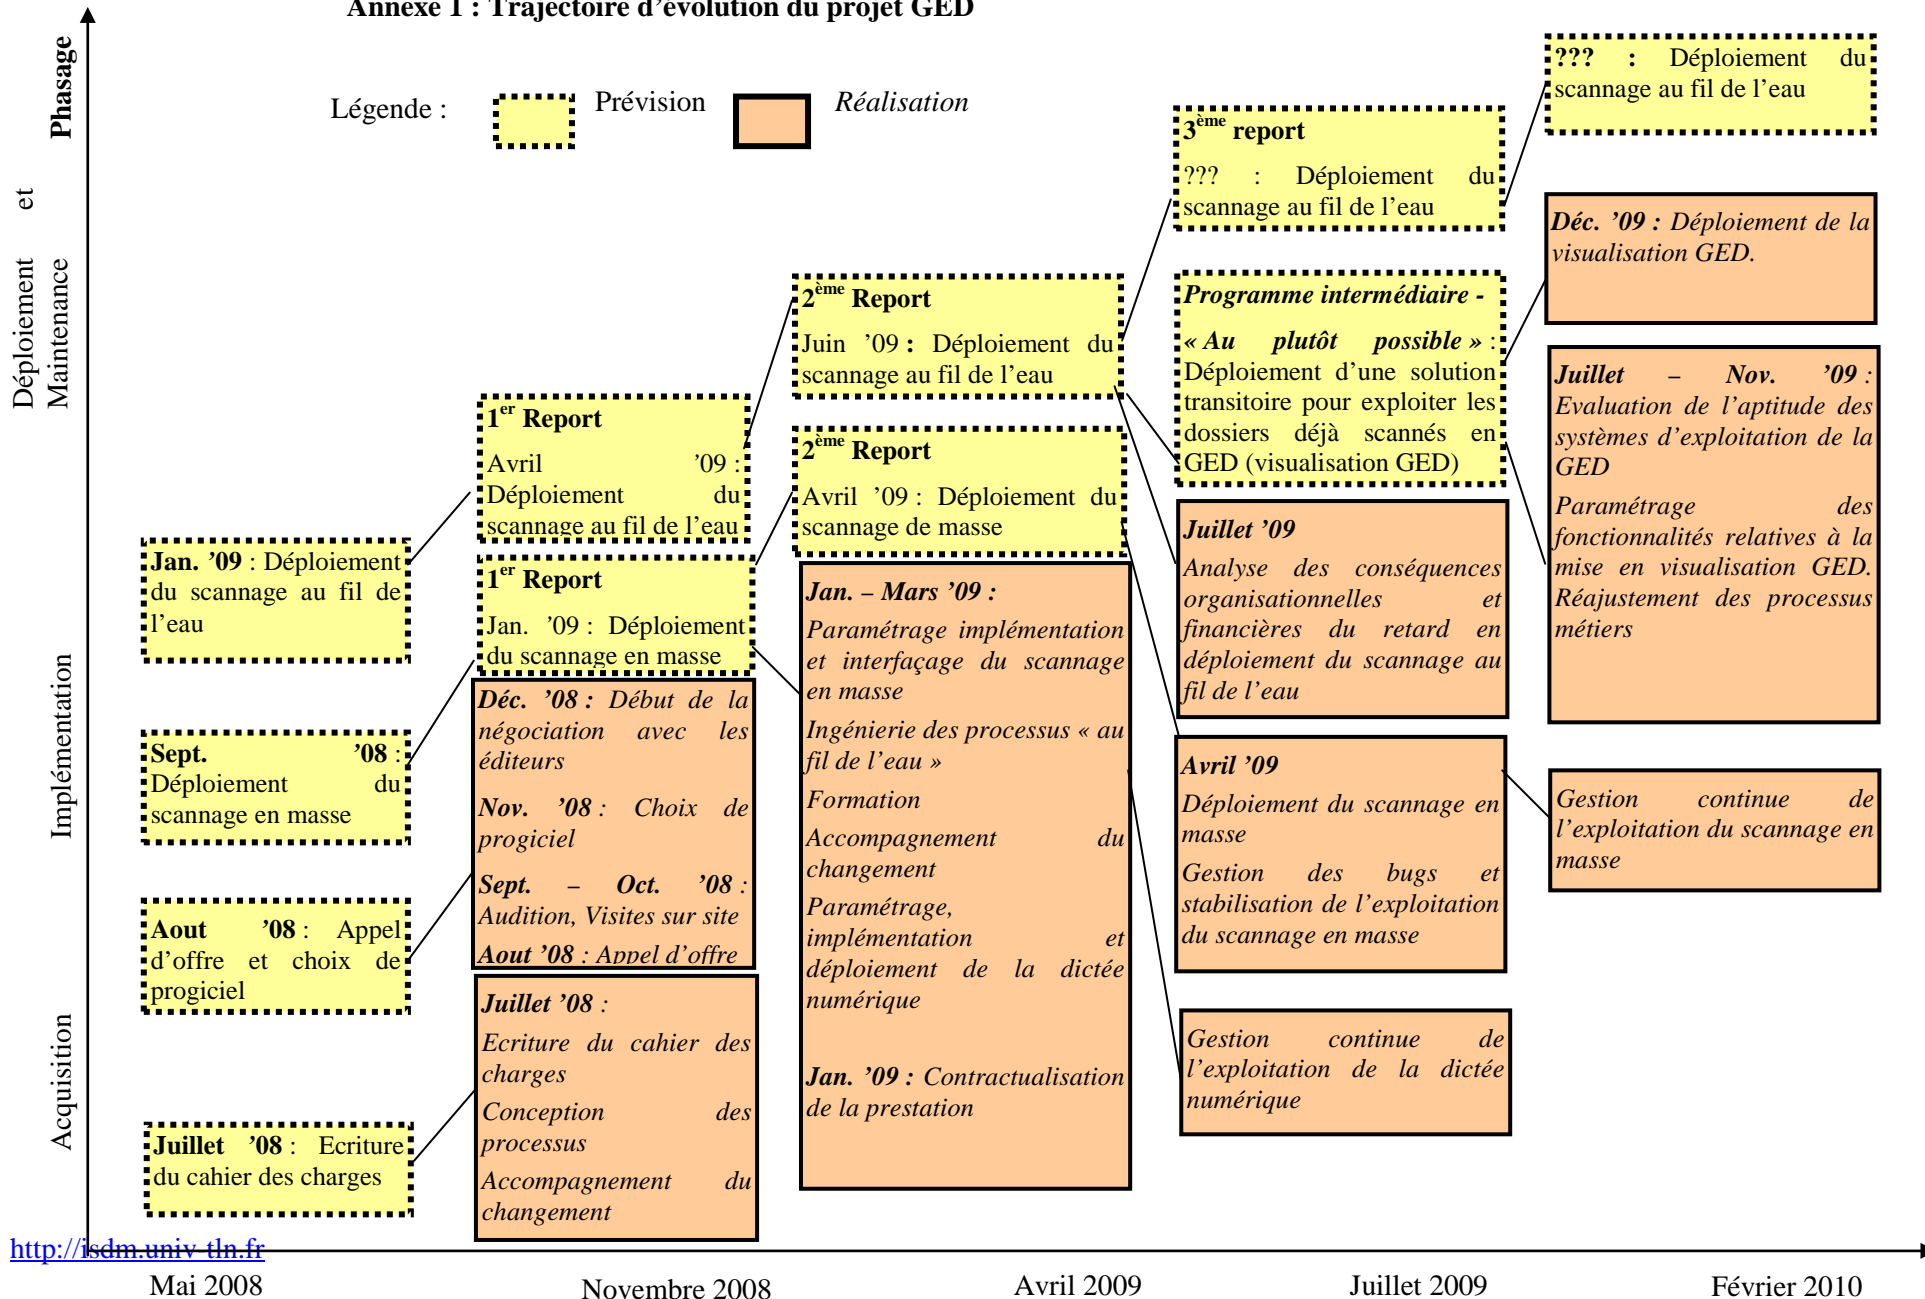 Annexe 1 : Trajectoire d'évolution du projet GED
Phasage
Déploiement et
Maintenance
Implémentation
Acquisition
Légende :
Prévision
Réalisation
Jan. '09 : Déploiement
du scannage au fil de
l'eau
Sept. '08 :
Déploiement du
scannage en masse
Aout '08 : Appel
d'offre et choix de
progiciel
Juillet '08 : Ecriture
du cahier des charges
1er Report
Avril '09 :
Déploiement du
scannage au fil de l'eau
1er Report
Jan. '09 : Déploiement
du scannage en masse
Déc. '08 : Début de la
négociation avec les
éditeurs
Nov. '08 : Choix de
progiciel
Sept. – Oct. '08 :
Audition, Visites sur site
Aout '08 : Appel d'offre
Juillet '08 :
Ecriture du cahier des
charges
Conception des
processus
Accompagnement du
changement
2ème Report
Juin '09 : Déploiement du
scannage au fil de l'eau
2ème Report
Avril '09 : Déploiement du
scannage de masse
Jan. – Mars '09 :
Paramétrage implémentation
et interfaçage du scannage
en masse
Ingénierie des processus « au
fil de l'eau »
Formation
Accompagnement du
changement
Paramétrage,
implémentation et
déploiement de la dictée
numérique
Jan. '09 : Contractualisation
de la prestation
3ème report
??? : Déploiement du
scannage au fil de l'eau
Programme intermédiaire -
« Au plutôt possible » :
Déploiement d'une solution
transitoire pour exploiter les
dossiers déjà scannés en
GED (visualisation GED)
Juillet '09
Analyse des conséquences
organisationnelles et
financières du retard en
déploiement du scannage au
fil de l'eau
Avril '09
Déploiement du scannage en
masse
Gestion des bugs et
stabilisation de l'exploitation
du scannage en masse
Gestion continue de
l'exploitation de la dictée
numérique
??? : Déploiement du
scannage au fil de l'eau
Déc. '09 : Déploiement de la
visualisation GED.
Juillet – Nov. '09 :
Evaluation de l'aptitude des
systèmes d'exploitation de la
GED
Paramétrage des
fonctionnalités relatives à la
mise en visualisation GED.
Réajustement des processus
métiers
Gestion continue de
l'exploitation du scannage en
masse
http://isdm.univ-tln.fr
Mai 2008
Novembre 2008
Avril 2009
Juillet 2009
Février 2010